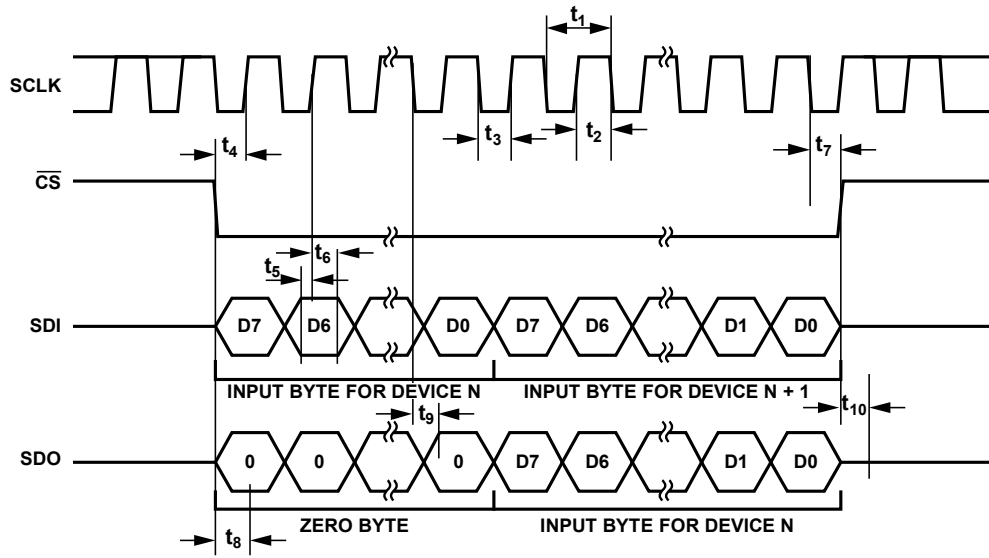 t1
SCLK
t3
t2
t4
t7
CS
t6
t5
SDI
D7
D6
D0
D7
D6
D1
D0
INPUT BYTE FOR DEVICE N
INPUT BYTE FOR DEVICE N + 1
t9
t10
SDO
0
0
0
D7
D6
D1
D0
ZERO BYTE
INPUT BYTE FOR DEVICE N
t8